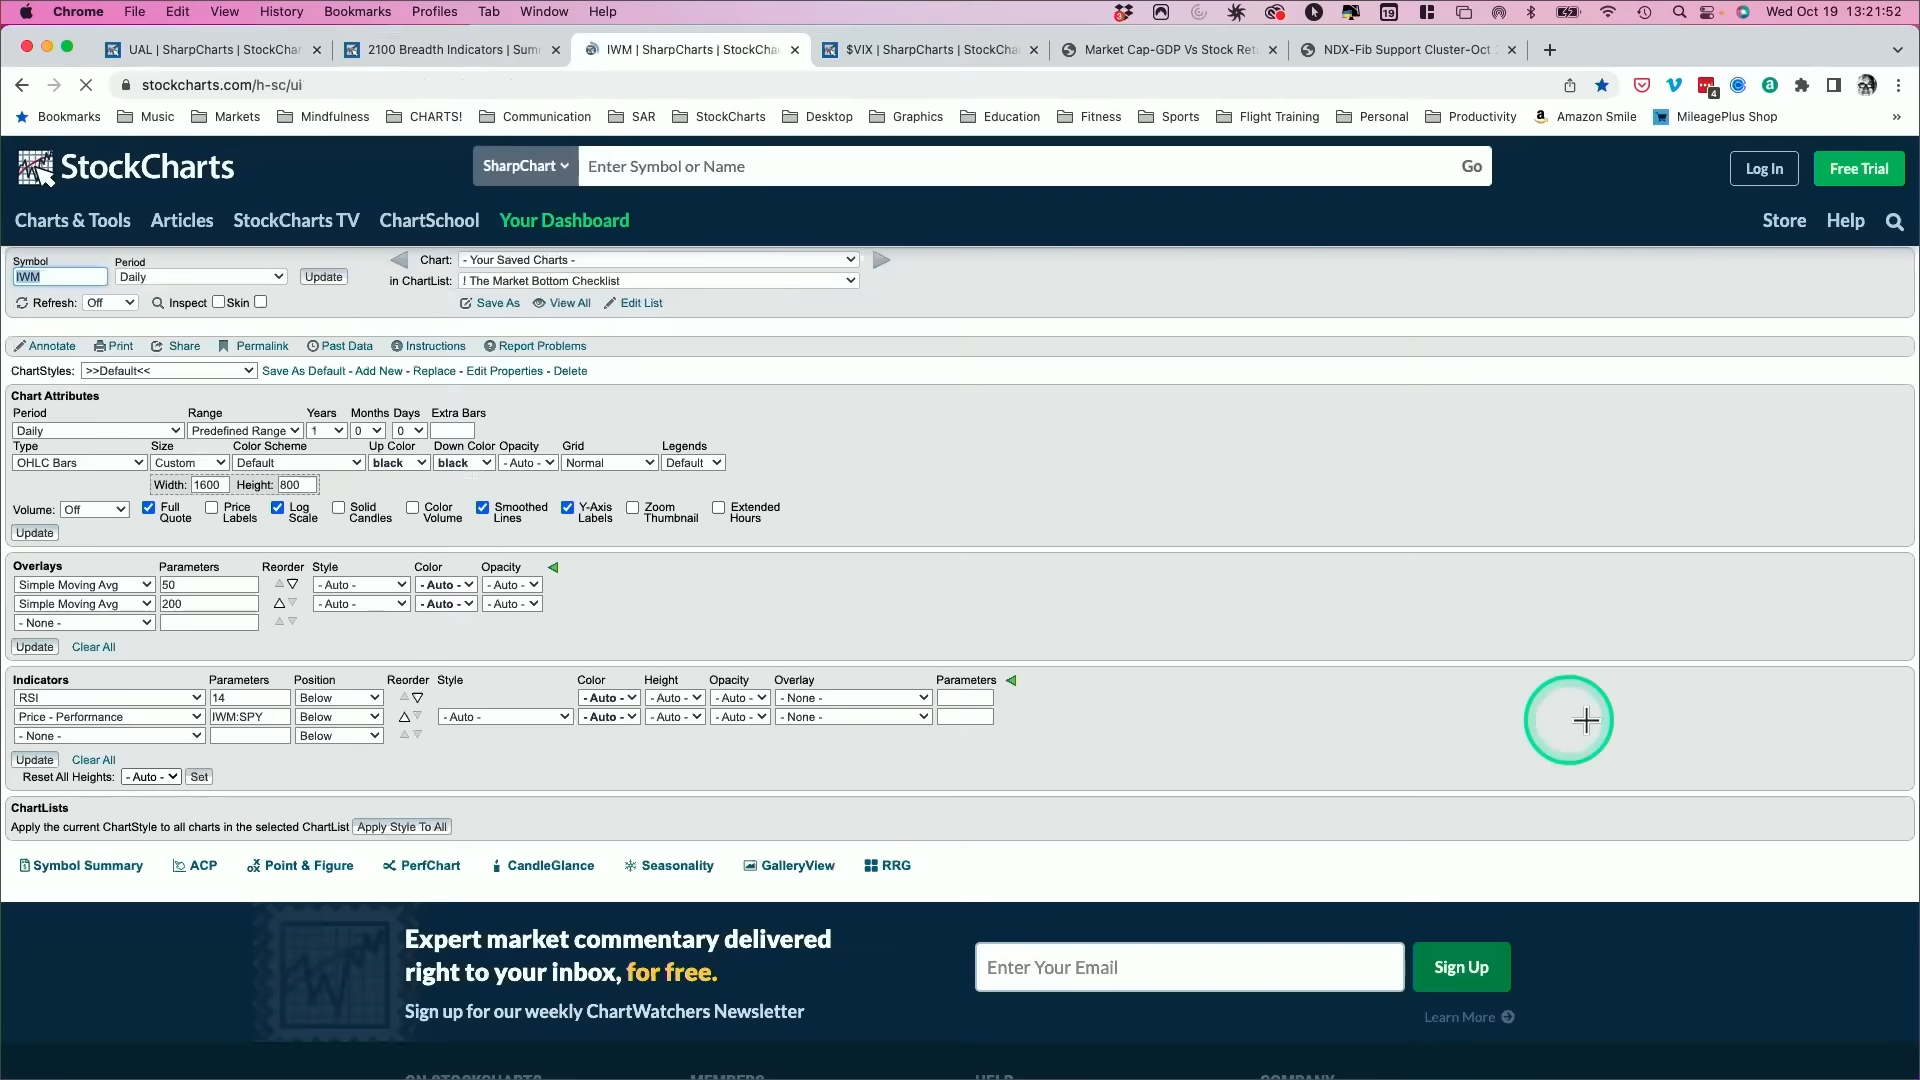 Chrome File Edit View History Bookmarks Profiles Tab Window Help 19 Wed Oct 19 13:21:52
UAL | SharpCharts | StockChar 2100 Breadth Indicators | Sum IWM | SharpCharts | StockCha $VIX | SharpCharts | StockCha Market Cap-GDP Vs Stock Ret NDX-Fib Support Cluster-Oct
stockcharts.com/h-sc/ui 4
Bookmarks Music Markets Mindfulness CHARTS! Communication SAR StockCharts Desktop Graphics Education Fitness Sports Flight Training Personal Productivity Amazon Smile MileagePlus Shop »
StockCharts SharpChart Enter Symbol or Name Go Log In Free Trial
Charts & Tools Articles StockCharts TV ChartSchool Your Dashboard Store Help
Symbol Period Chart: - Your Saved Charts -
IWM Daily Update in ChartList: ! The Market Bottom Checklist
Refresh: Off Inspect Skin Save As View All Edit List
Annotate Print Share Permalink Past Data Instructions Report Problems
ChartStyles: >>Default<< Save As Default - Add New - Replace - Edit Properties - Delete
Chart Attributes
Period Range Years Months Days Extra Bars
Daily Predefined Range 1 0 0
Type Size Color Scheme Up Color Down Color Opacity Grid Legends
OHLC Bars Custom Default black black - Auto - Normal Default
Width: 1600 Height: 800
Volume: Off Full Quote Price Labels Log Scale Solid Candles Color Volume Smoothed Lines Y-Axis Labels Zoom Thumbnail Extended Hours
Update
Overlays Parameters Reorder Style Color Opacity
Simple Moving Avg 50 - Auto - - Auto - - Auto -
Simple Moving Avg 200 - Auto - - Auto - - Auto -
- None -
Update Clear All
Indicators Parameters Position Reorder Style Color Height Opacity Overlay Parameters
RSI 14 Below - Auto - - Auto - - Auto - - None -
Price - Performance IWM:SPY Below - Auto - - Auto - - Auto - - Auto - - None -
- None - Below
Update Clear All
Reset All Heights: - Auto - Set
ChartLists
Apply the current ChartStyle to all charts in the selected ChartList Apply Style To All
Symbol Summary ACP Point & Figure PerfChart CandleGlance Seasonality GalleryView RRG
Expert market commentary delivered
right to your inbox, for free.
Enter Your Email Sign Up
Sign up for our weekly ChartWatchers Newsletter
Learn More
ON STOCKCHARTS MEMBERS HELP COMPANY